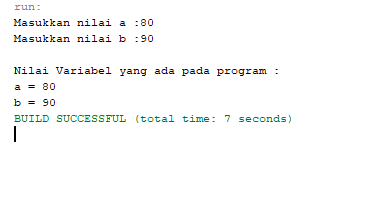 run:
Masukkan nilai a :80
Masukkan nilai b :90
Nilai Variabel yang ada pada program :
a = 80
b = 90
BUILD SUCCESSFUL (total time: 7 seconds)